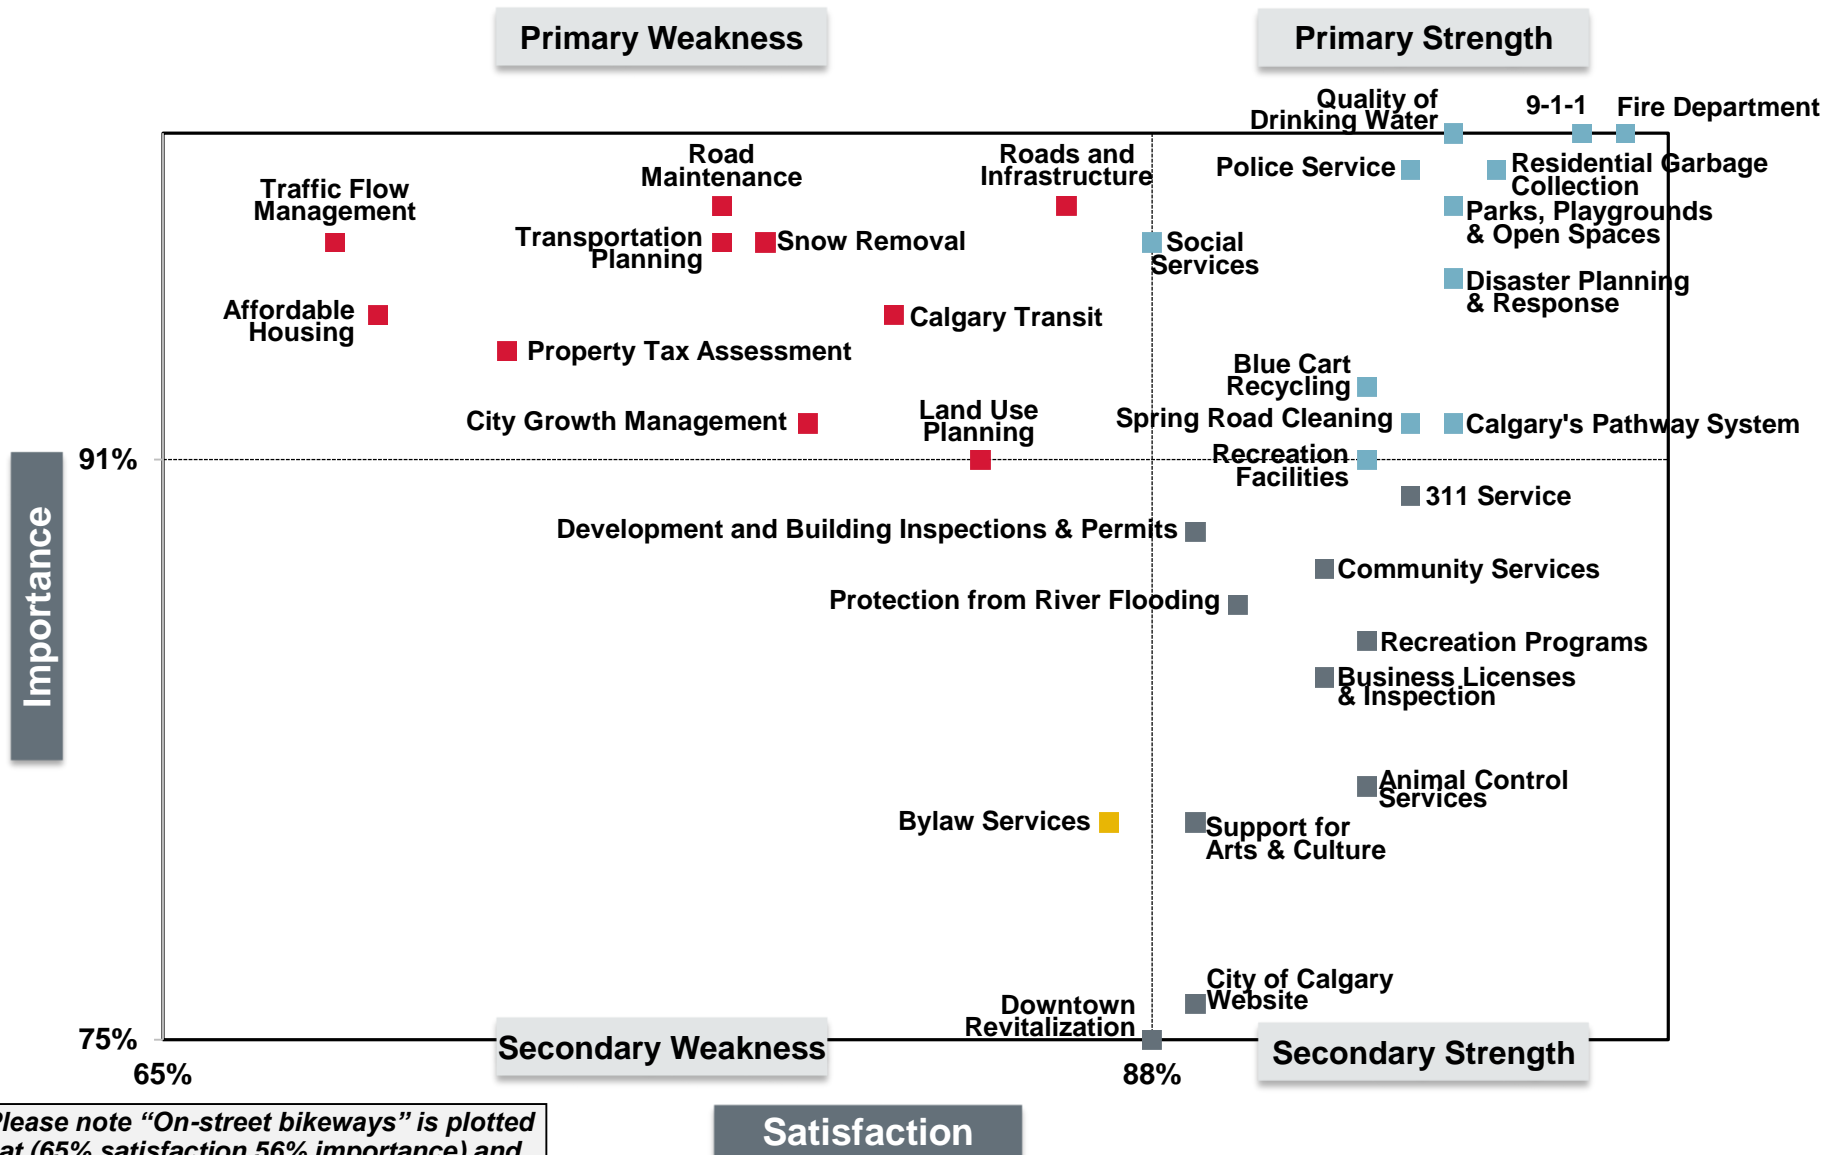 Primary Weakness
Primary Strength
Quality of
Drinking Water
9-1-1
Fire Department
Road
Maintenance
Roads and
Infrastructure
Police Service
Residential Garbage
Collection
Traffic Flow
Management
Parks, Playgrounds
& Open Spaces
Transportation
Planning
Snow Removal
Social
Services
Disaster Planning
& Response
Affordable
Housing
Calgary Transit
Property Tax Assessment
Blue Cart
Recycling
City Growth Management
Land Use
Planning
Spring Road Cleaning
Calgary's Pathway System
91%
Recreation
Facilities
311 Service
Development and Building Inspections & Permits
Community Services
Protection from River Flooding
Importance
Recreation Programs
Business Licenses
& Inspection
Animal Control
Services
Bylaw Services
Support for
Arts & Culture
City of Calgary
Website
Downtown
Revitalization
75%
Secondary Weakness
Secondary Strength
65%
88%
Please note “On-street bikeways” is plotted
at (65% satisfaction 56% importance) and
Satisfaction